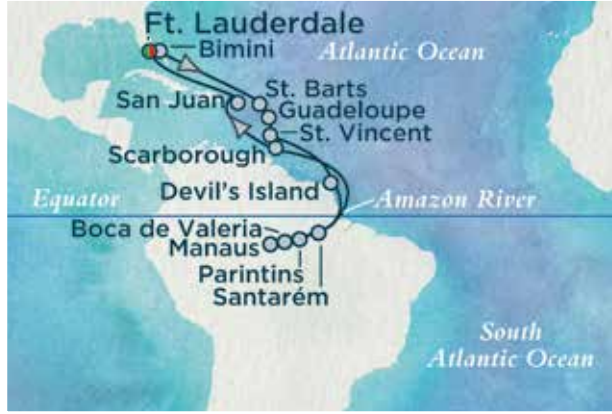 Ft. Lauderdale
Bimini
Atlantic Ocean
San Juan
St. Barts
Guadeloupe
St. Vincent
Scarborough
Devil's Island
Equator
Amazon River
Boca de Valeria
Manaus
Parintins
Santarém
South
Atlantic Ocean